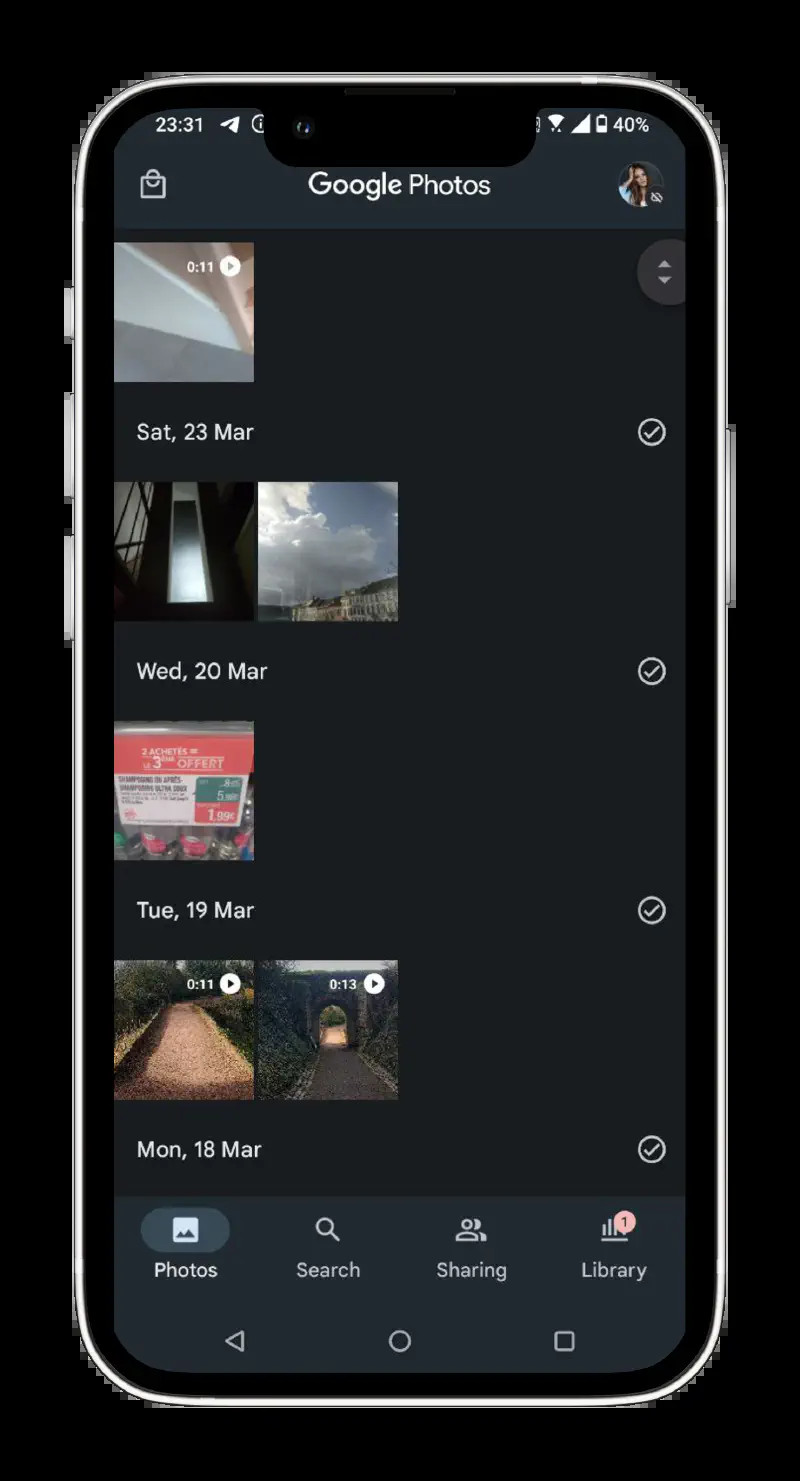 23:31 40%
Google Photos
0:11
Sat, 23 Mar
Wed, 20 Mar
2 ACHETÉS =
LE 3ÈME OFFERT
SHAMPOOING OU APRÈS-
SHAMPOOING ULTRA DOUX
1.99€
Tue, 19 Mar
0:11 0:13
Mon, 18 Mar
1
Photos Search Sharing Library